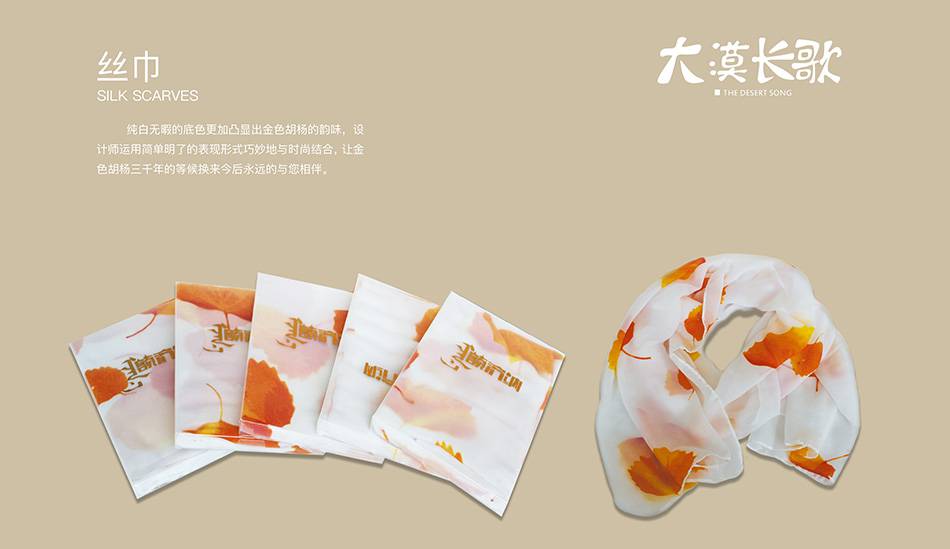 丝巾
SILK SCARVES
大漠长歌
THE DESERT SONG
纯白无暇的底色更加凸显出金色胡杨的韵味，设
计师运用简单明了的表现形式巧妙地与时尚结合，让金
色胡杨三千年的等候换来今后永远的与您相伴。